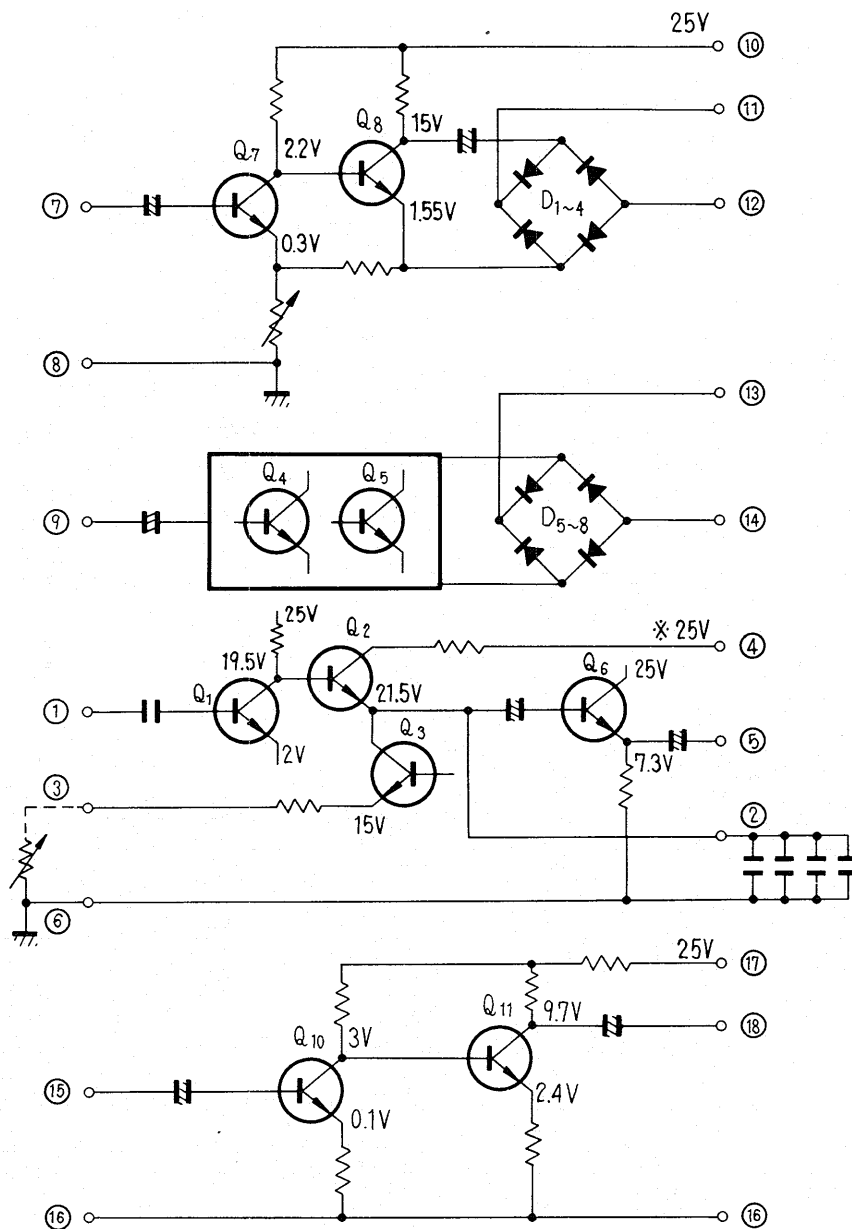 25V ⑩
⑪
Q7 2.2V Q8 15V
⑦ D1~4 ⑫
0.3V 1.55V
⑧
⑬
Q4 Q5
⑨ D5~8 ⑭
25V
Q2 ※25V ④
19.5V Q6 25V
① Q1 21.5V
2V Q3 ⑤
7.3V
③ 15V ②
⑥
25V ⑰
Q10 3V Q11 9.7V ⑱
⑮ 0.1V 2.4V
⑯ ⑯